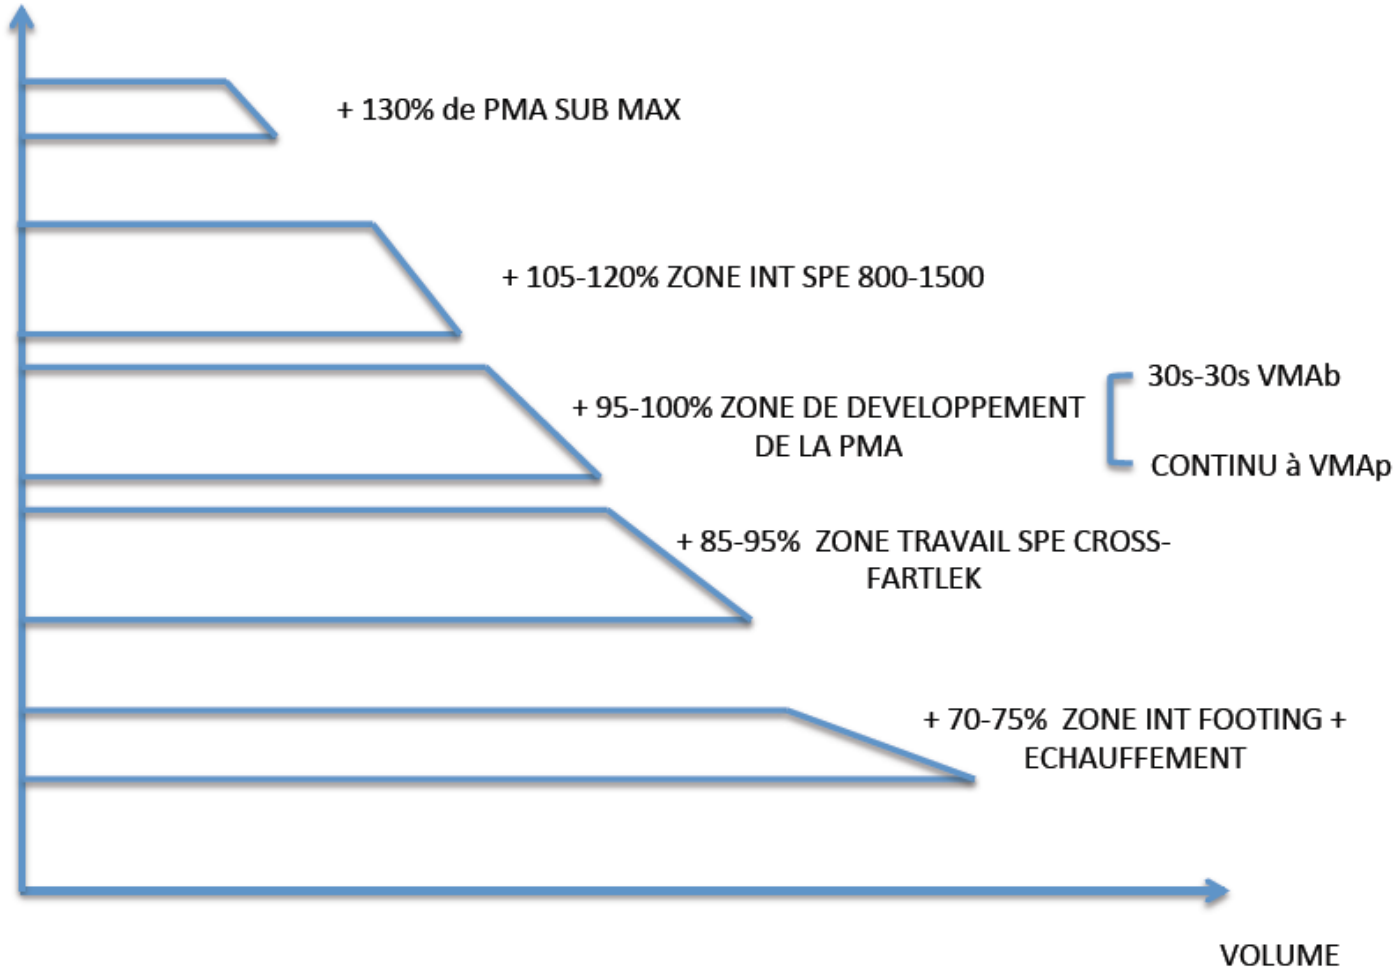 + 130% de PMA SUB MAX
+ 105-120% ZONE INT SPE 800-1500
+ 95-100% ZONE DE DEVELOPPEMENT
DE LA PMA
30s-30s VMAb
CONTINU à VMAp
+ 85-95% ZONE TRAVAIL SPE CROSS-
FARTLEK
+ 70-75% ZONE INT FOOTING +
ECHAUFFEMENT
VOLUME